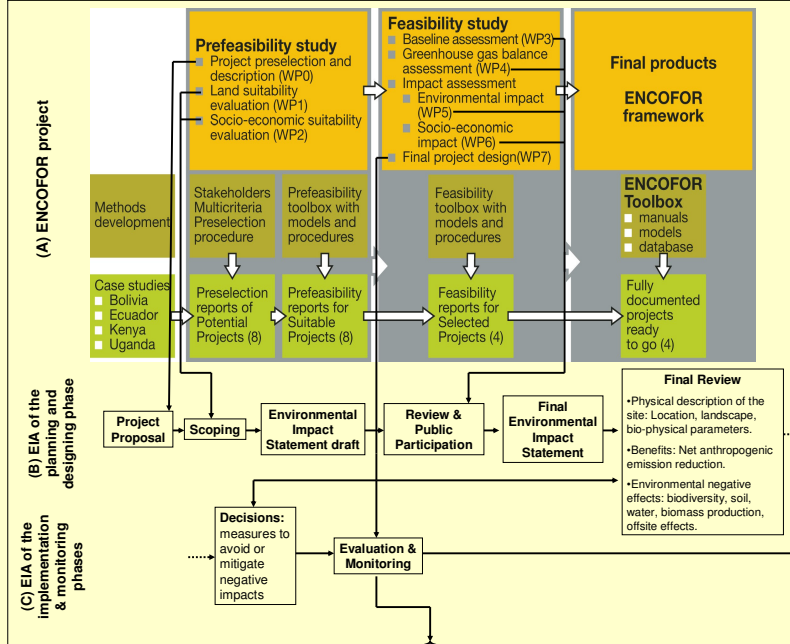 (A) ENCOFOR project
Prefeasibility study
Project preselection and
description (WP0)
Land suitability
evaluation (WP1)
Socio-economic suitability
evaluation (WP2)
Feasibility study
Baseline assessment (WP3)
Greenhouse gas balance
assessment (WP4)
Impact assessment
Environmental impact
(WP5)
Socio-economic
impact (WP6)
Final project design(WP7)
Final products
ENCOFOR
framework
Methods
development
Stakeholders
Multicriteria
Preselection
procedure
Prefeasibility
toolbox with
models and
procedures
Feasibility
toolbox with
models and
procedures
ENCOFOR
Toolbox
manuals
models
database
Case studies
Bolivia
Ecuador
Kenya
Uganda
Preselection
reports of
Potential
Projects (8)
Prefeasibility
reports for
Suitable
Projects (8)
Feasibility
reports for
Selected
Projects (4)
Fully
documented
projects
ready
to go (4)
(B) EIA of the
planning and
designing phase
Project
Proposal
Scoping
Environmental
Impact
Statement draft
Review &
Public
Participation
Final
Environmental
Impact
Statement
Final Review
•Physical description of the
site: Location, landscape,
bio-physical parameters.
•Benefits: Net anthropogenic
emission reduction.
•Environmental negative
effects: biodiversity, soil,
water, biomass production,
offsite effects.
(C) EIA of the
implementation
& monitoring
phases
Decisions:
measures to
avoid or
mitigate
negative
impacts
Evaluation &
Monitoring